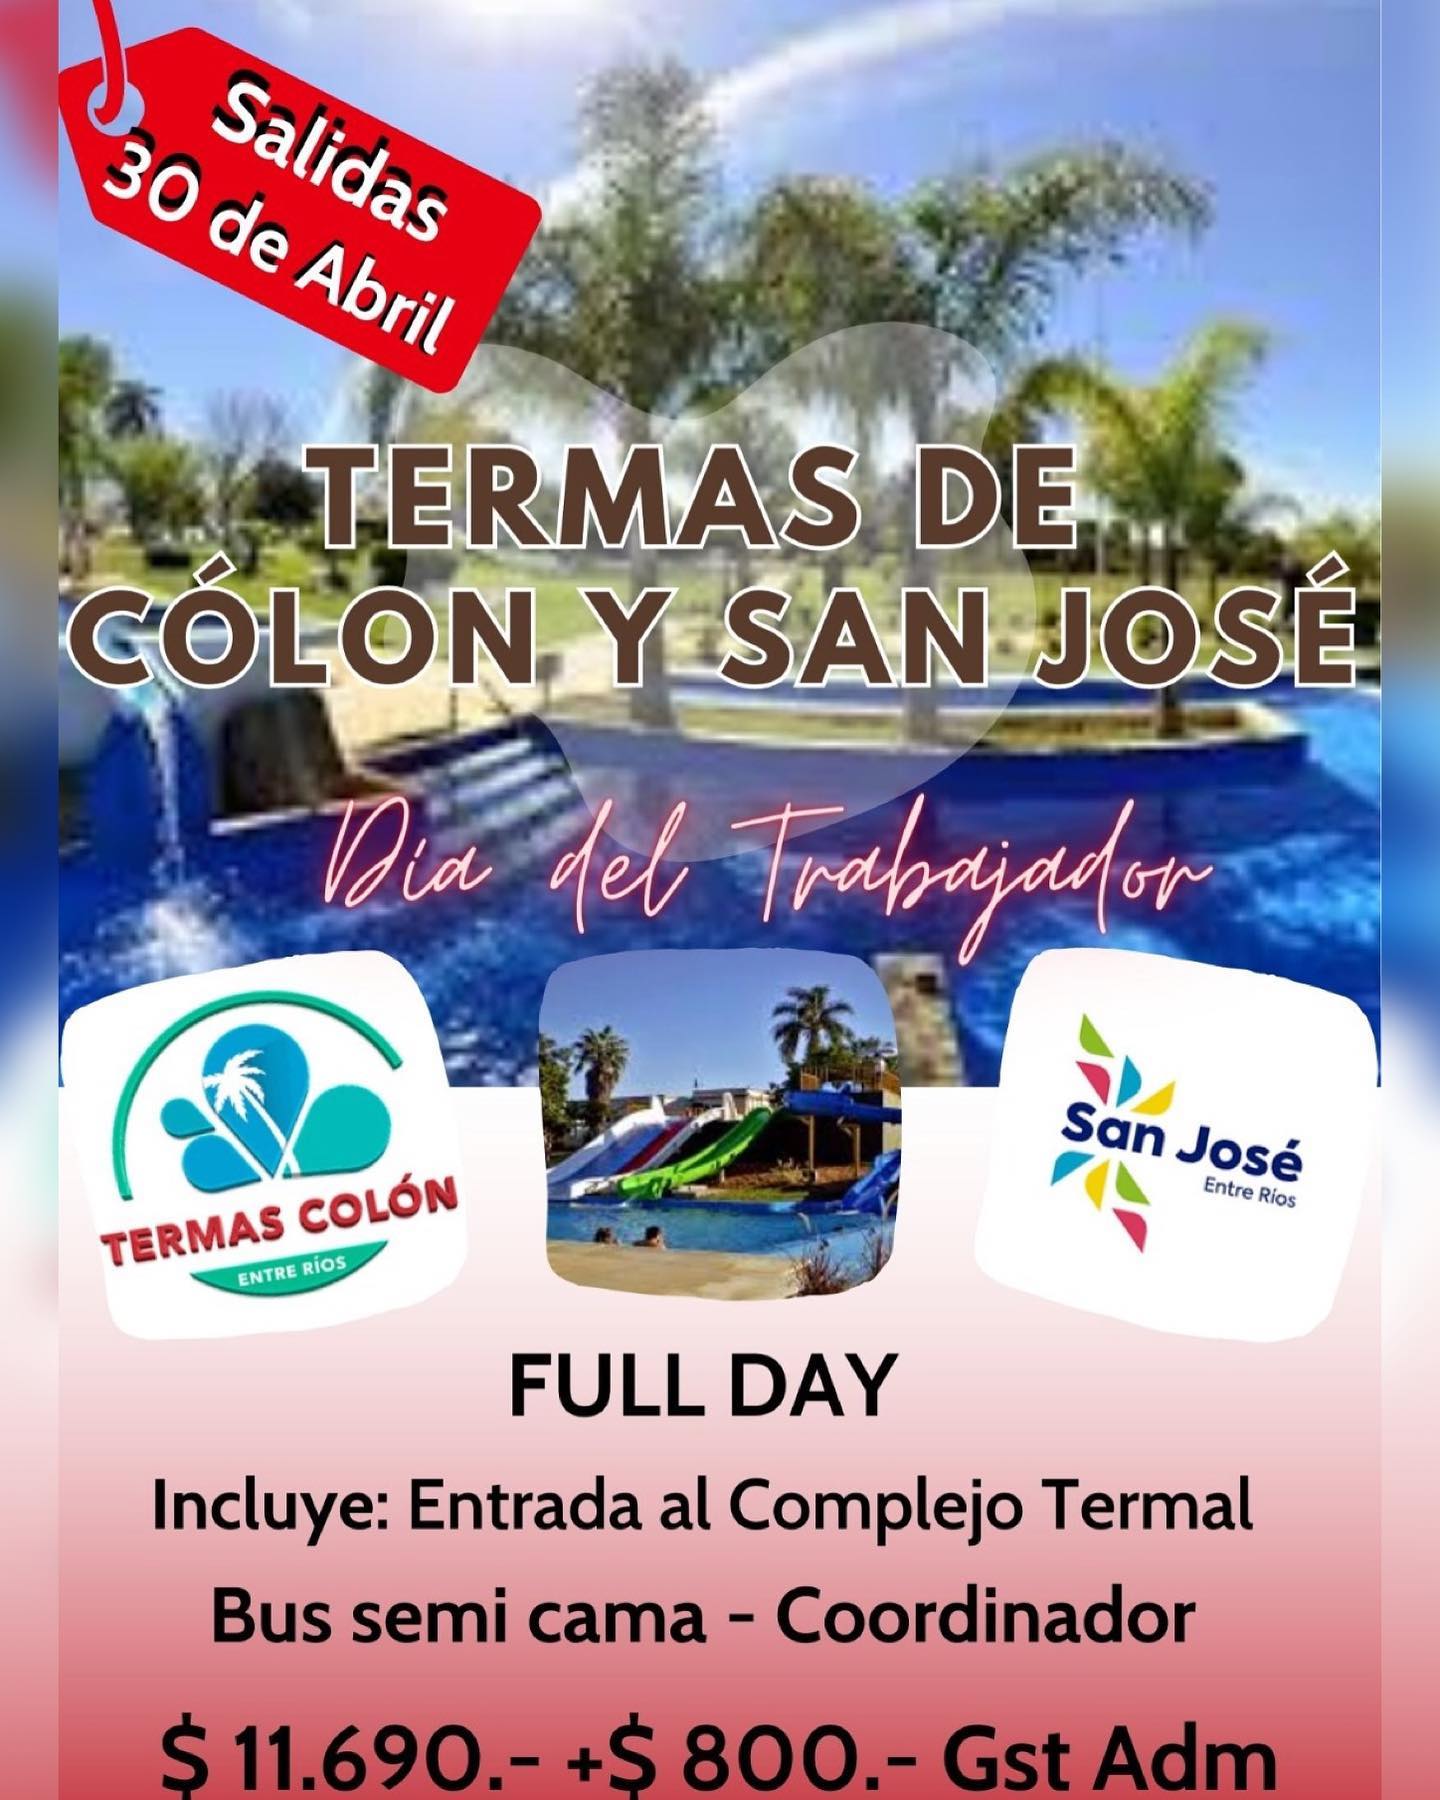 Salidas
30 de Abril
TERMAS DE
CÓLON Y SAN JOSÉ
Día del Trabajador
TERMAS COLÓN
ENTRE RÍOS
San José
Entre Ríos
FULL DAY
Incluye: Entrada al Complejo Termal
Bus semi cama - Coordinador
$ 11.690.- +$ 800.- Gst Adm